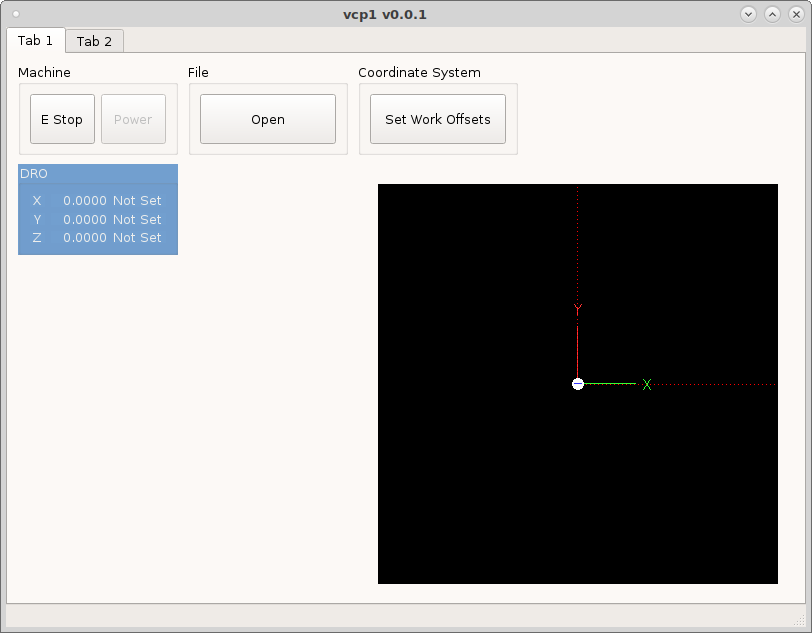 vcp1 v0.0.1
Tab 1 Tab 2
Machine File Coordinate System
E Stop Power Open Set Work Offsets
DRO
X 0.0000 Not Set
Y 0.0000 Not Set
Z 0.0000 Not Set
Y
X